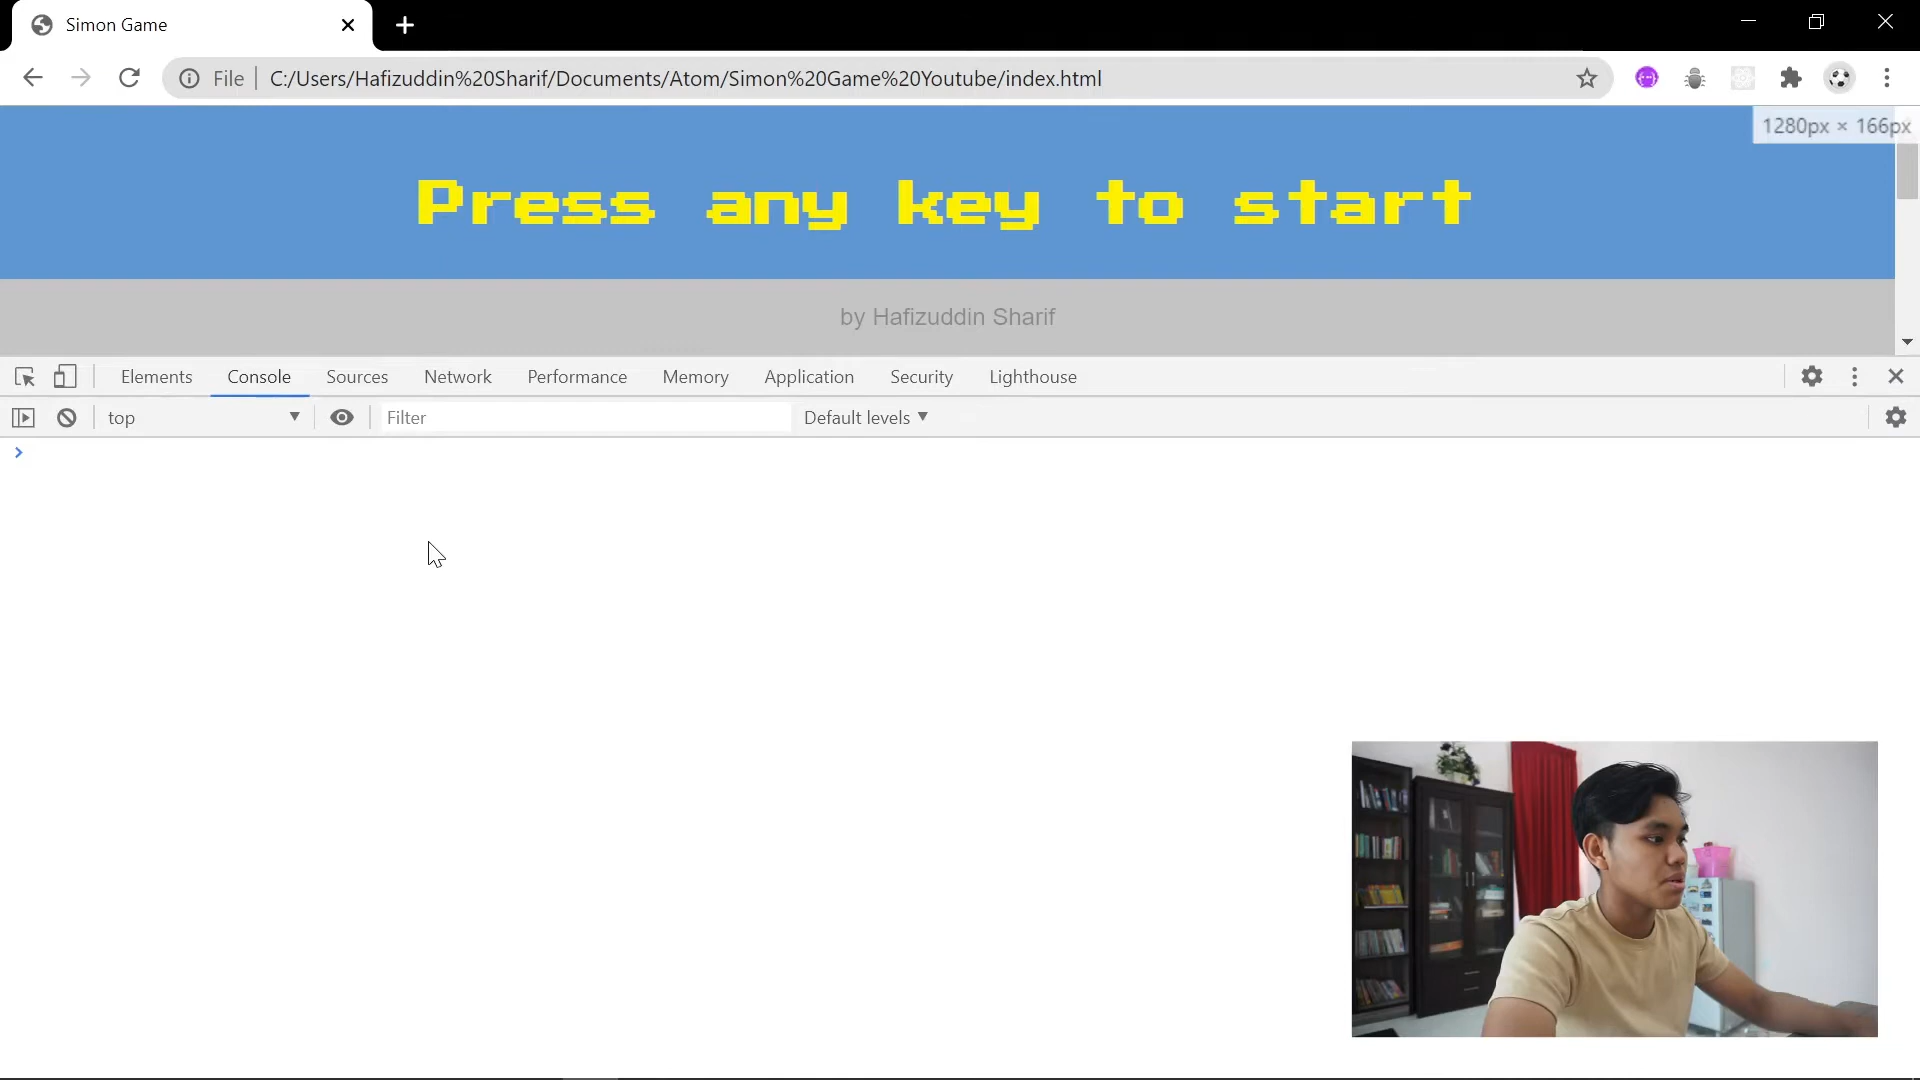 Simon Game
File C:/Users/Hafizuddin%20Sharif/Documents/Atom/Simon%20Game%20Youtube/index.html
1280px × 166px
Press any key to start
by Hafizuddin Sharif
Elements Console Sources Network Performance Memory Application Security Lighthouse
top Filter Default levels